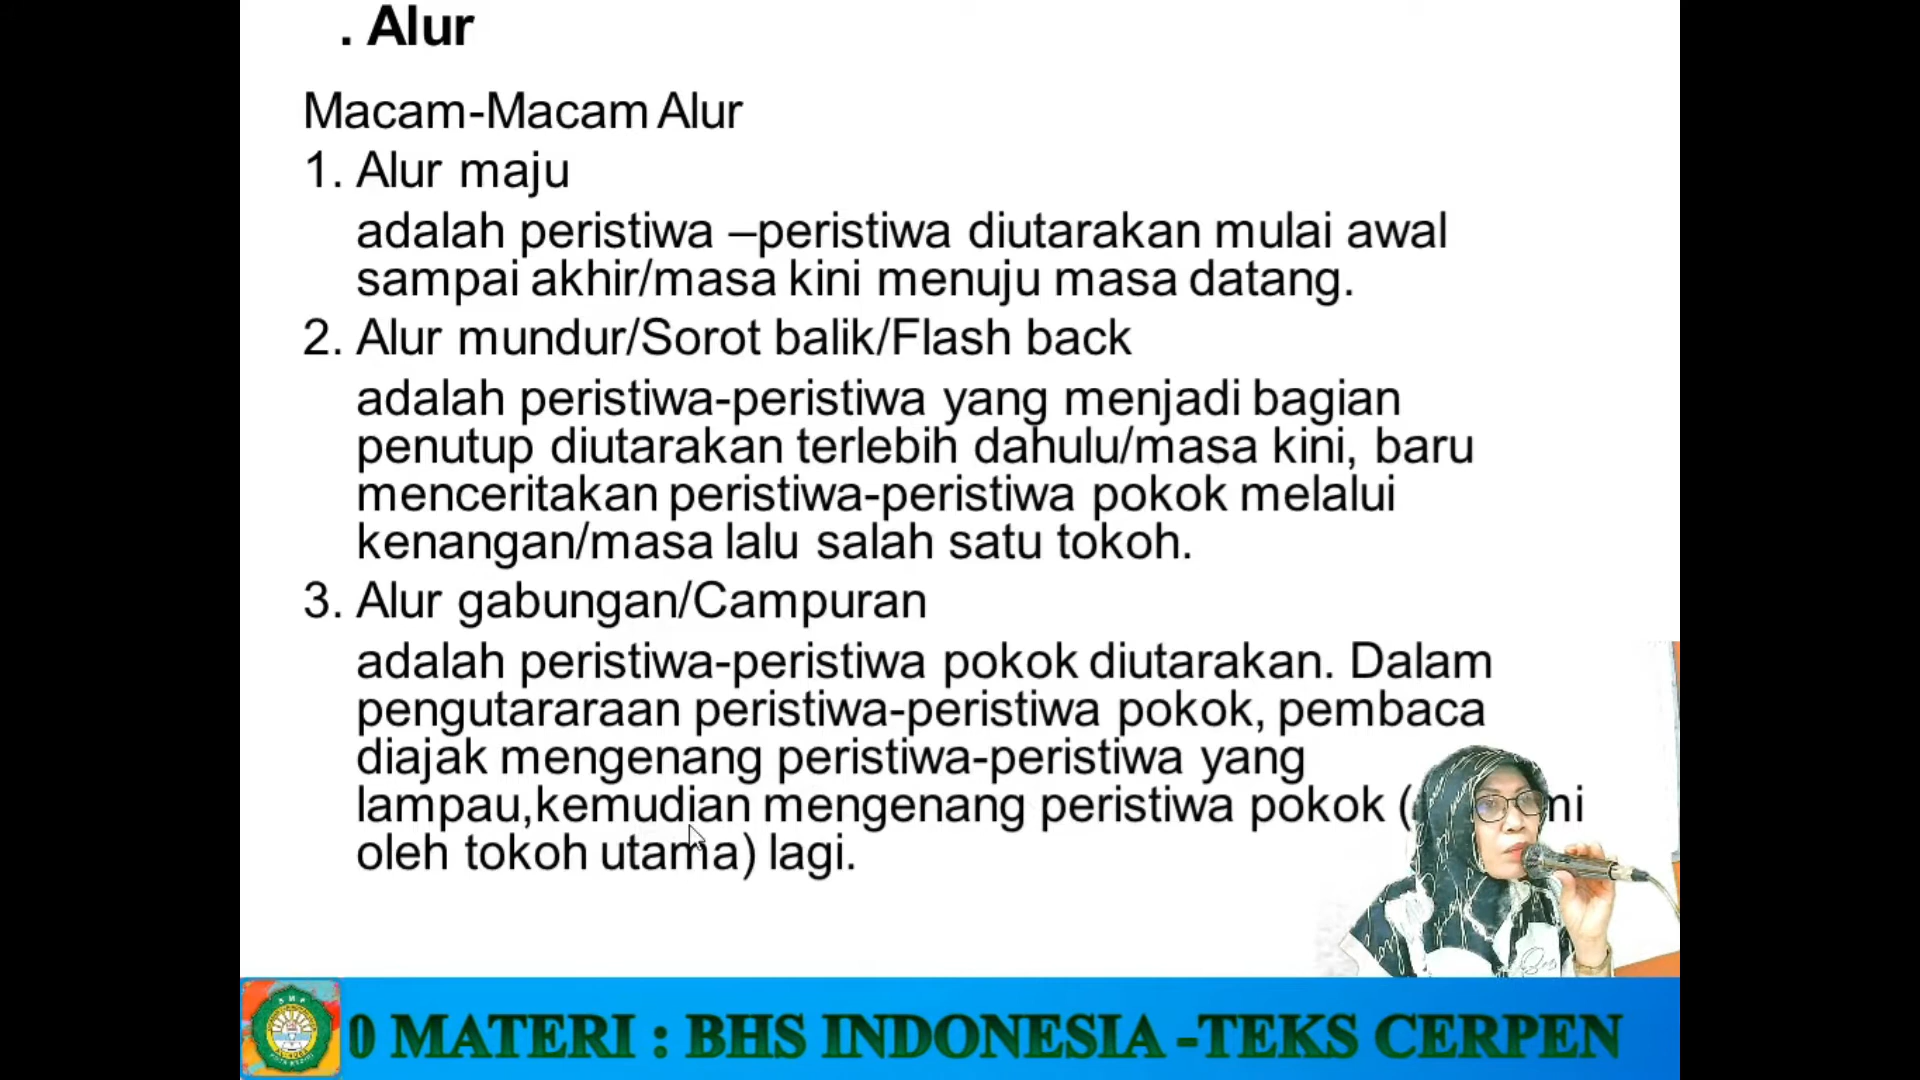 . Alur
Macam-Macam Alur
1. Alur maju
adalah peristiwa –peristiwa diutarakan mulai awal
sampai akhir/masa kini menuju masa datang.
2. Alur mundur/Sorot balik/Flash back
adalah peristiwa-peristiwa yang menjadi bagian
penutup diutarakan terlebih dahulu/masa kini, baru
menceritakan peristiwa-peristiwa pokok melalui
kenangan/masa lalu salah satu tokoh.
3. Alur gabungan/Campuran
adalah peristiwa-peristiwa pokok diutarakan. Dalam
pengutararaan peristiwa-peristiwa pokok, pembaca
diajak mengenang peristiwa-peristiwa yang
lampau,kemudian mengenang peristiwa pokok (
oleh tokoh utama) lagi.
SMP
0 MATERI : BHS INDONESIA -TEKS CERPEN